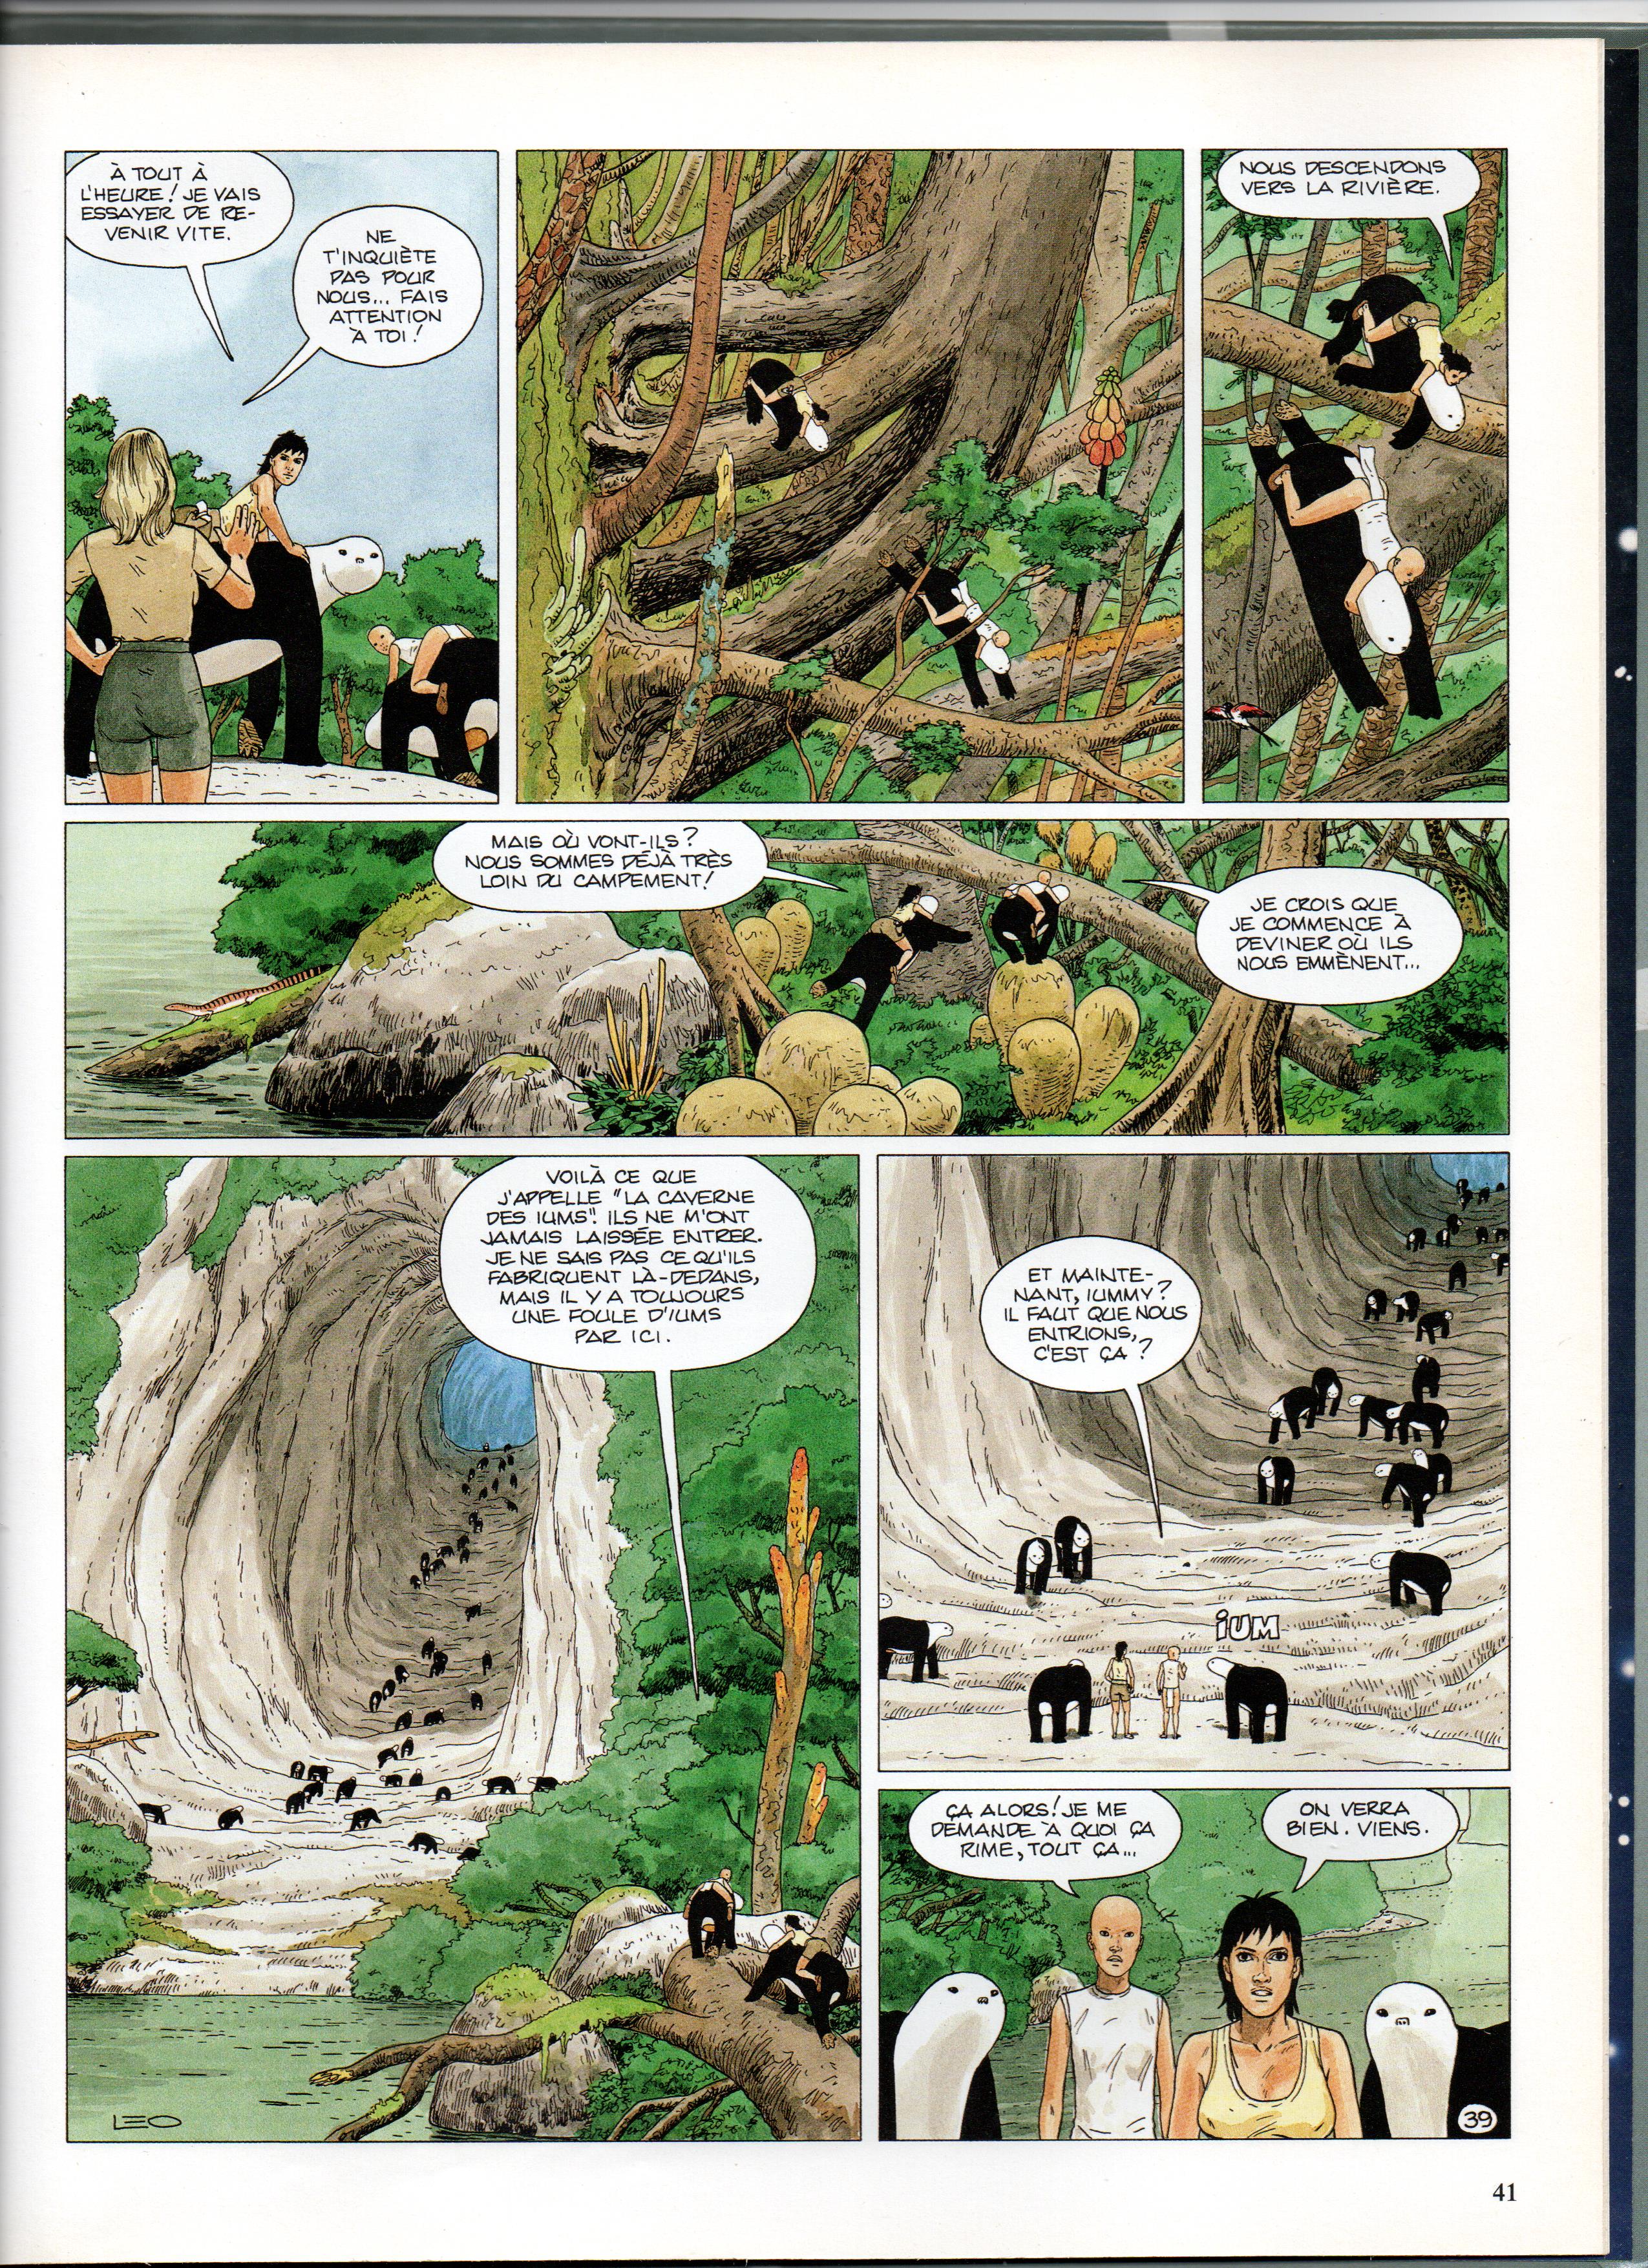 À TOUT À
L'HEURE! JE VAIS
ESSAYER DE RE-
VENIR VITE.
NE
T'INQUIÈTE
PAS POUR
NOUS... FAIS
ATTENTION
À TOI!
NOUS DESCENDONS
VERS LA RIVIÈRE.
MAIS OÙ VONT-ILS?
NOUS SOMMES DÉJÀ TRÈS
LOIN DU CAMPEMENT!
JE CROIS QUE
JE COMMENCE À
DEVINER OÙ ILS
NOUS EMMÈNENT...
VOILÀ CE QUE
J'APPELLE "LA CAVERNE
DES IUMS". ILS NE M'ONT
JAMAIS LAISSÉE ENTRER.
JE NE SAIS PAS CE QU'ILS
FABRIQUENT LÀ-DEDANS,
MAIS IL Y A TOUJOURS
UNE FOULE D'IUMS
PAR ICI.
ET MAINTE-
NANT, IUMMY?
IL FAUT QUE NOUS
ENTRIONS,
C'EST ÇA?
iUM
ÇA ALORS! JE ME
DEMANDE À QUOI ÇA
RIME, TOUT ÇA...
ON VERRA
BIEN. VIENS.
LEO
39
41